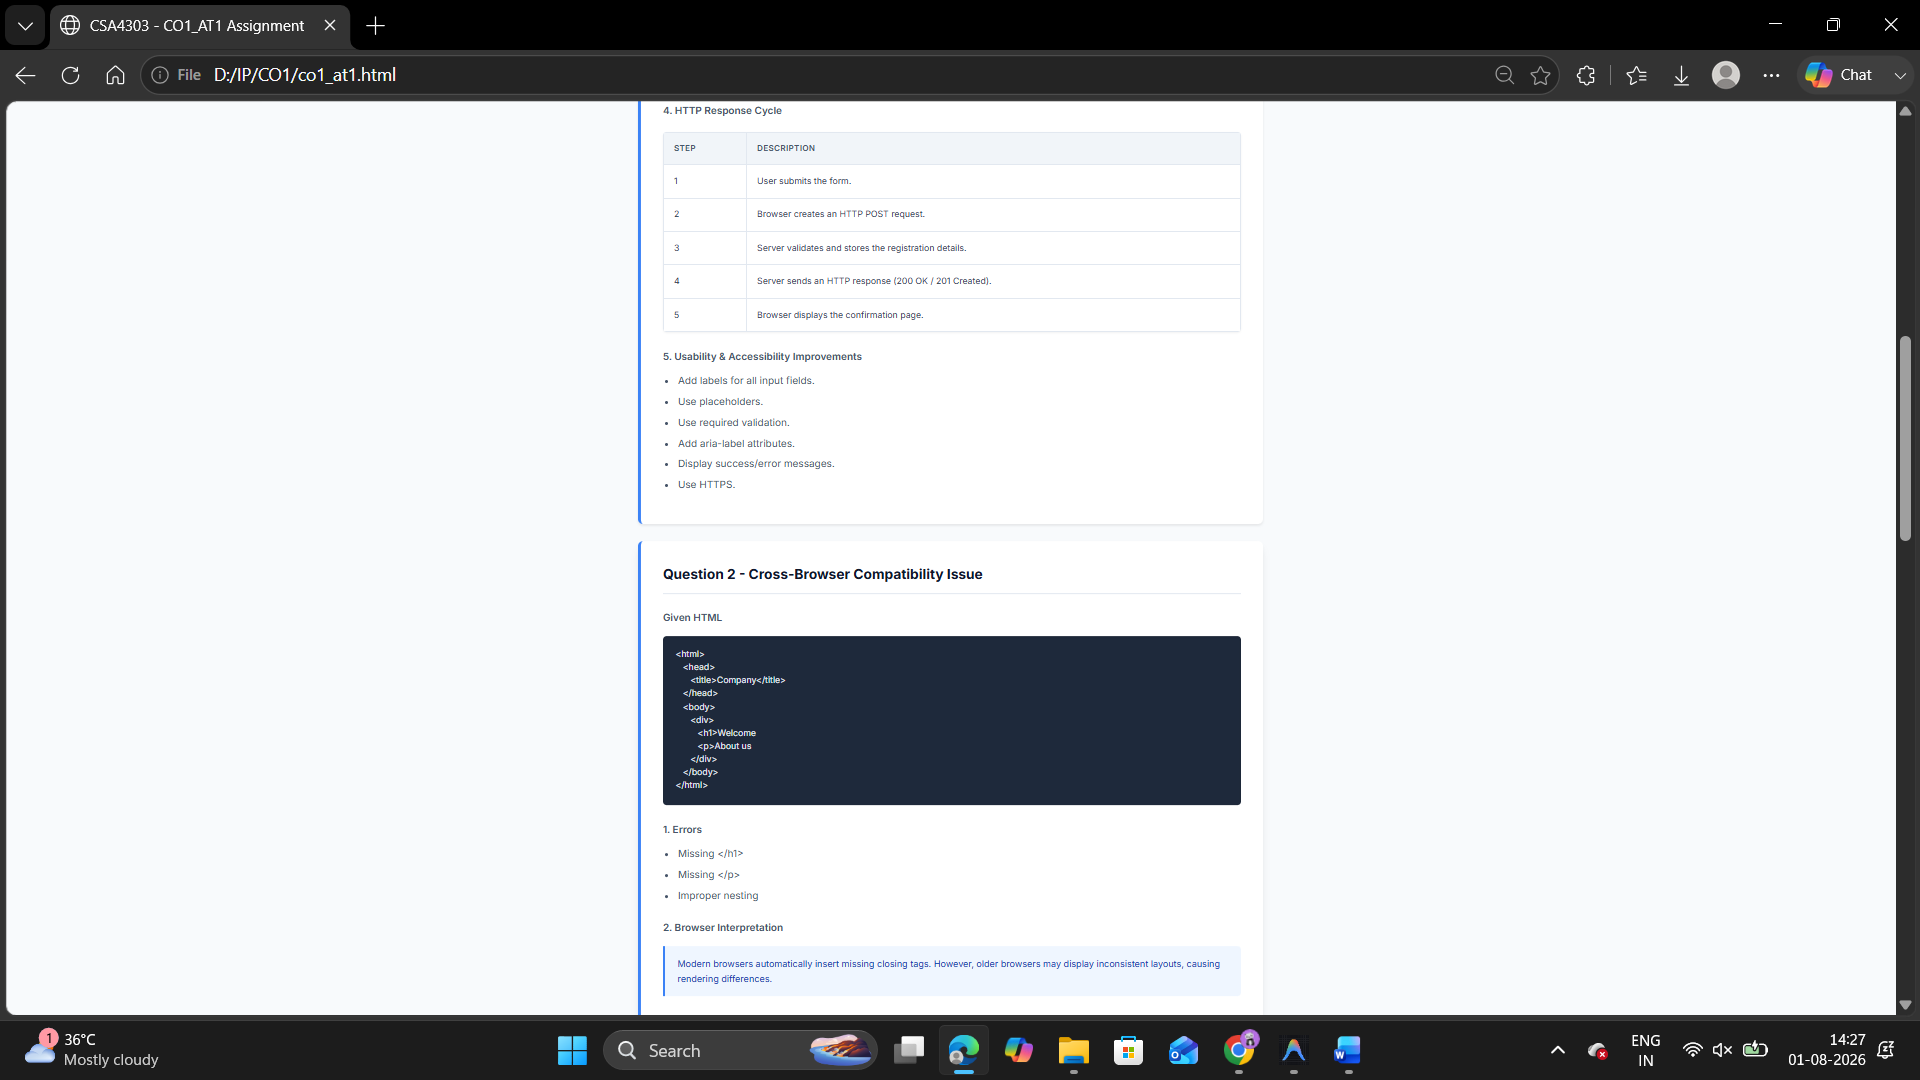 CSA4303 - CO1_AT1 Assignment
File D:/IP/CO1/co1_at1.html
Chat
4. HTTP Response Cycle
STEP DESCRIPTION
1 User submits the form.
2 Browser creates an HTTP POST request.
3 Server validates and stores the registration details.
4 Server sends an HTTP response (200 OK / 201 Created).
5 Browser displays the confirmation page.
5. Usability & Accessibility Improvements
• Add labels for all input fields.
• Use placeholders.
• Use required validation.
• Add aria-label attributes.
• Display success/error messages.
• Use HTTPS.
Question 2 - Cross-Browser Compatibility Issue
Given HTML
<html>
<head>
<title>Company</title>
</head>
<body>
<div>
<h1>Welcome
<p>About us
</div>
</body>
</html>
1. Errors
• Missing </h1>
• Missing </p>
• Improper nesting
2. Browser Interpretation
Modern browsers automatically insert missing closing tags. However, older browsers may display inconsistent layouts, causing
rendering differences.
1
36°C
Mostly cloudy
Search
ENG
IN
14:27
01-08-2026